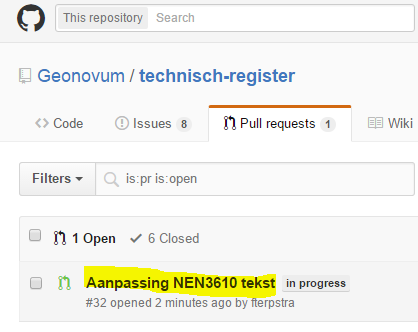 This repository Search
Geonovum / technisch-register
Code Issues 8 Pull requests 1 Wiki
Filters is:pr is:open
1 Open 6 Closed
Aanpassing NEN3610 tekst in progress
#32 opened 2 minutes ago by fterpstra